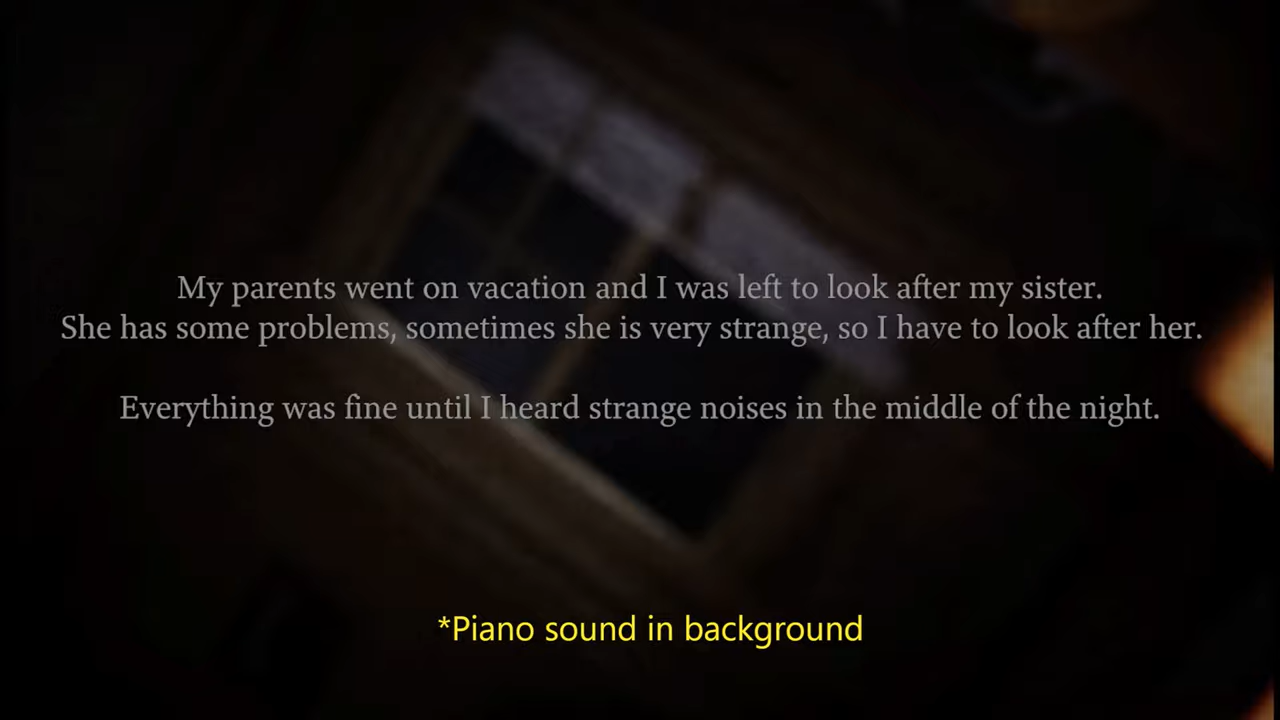 My parents went on vacation and I was left to look after my sister.
She has some problems, sometimes she is very strange, so I have to look after her.
Everything was fine until I heard strange noises in the middle of the night.
*Piano sound in background